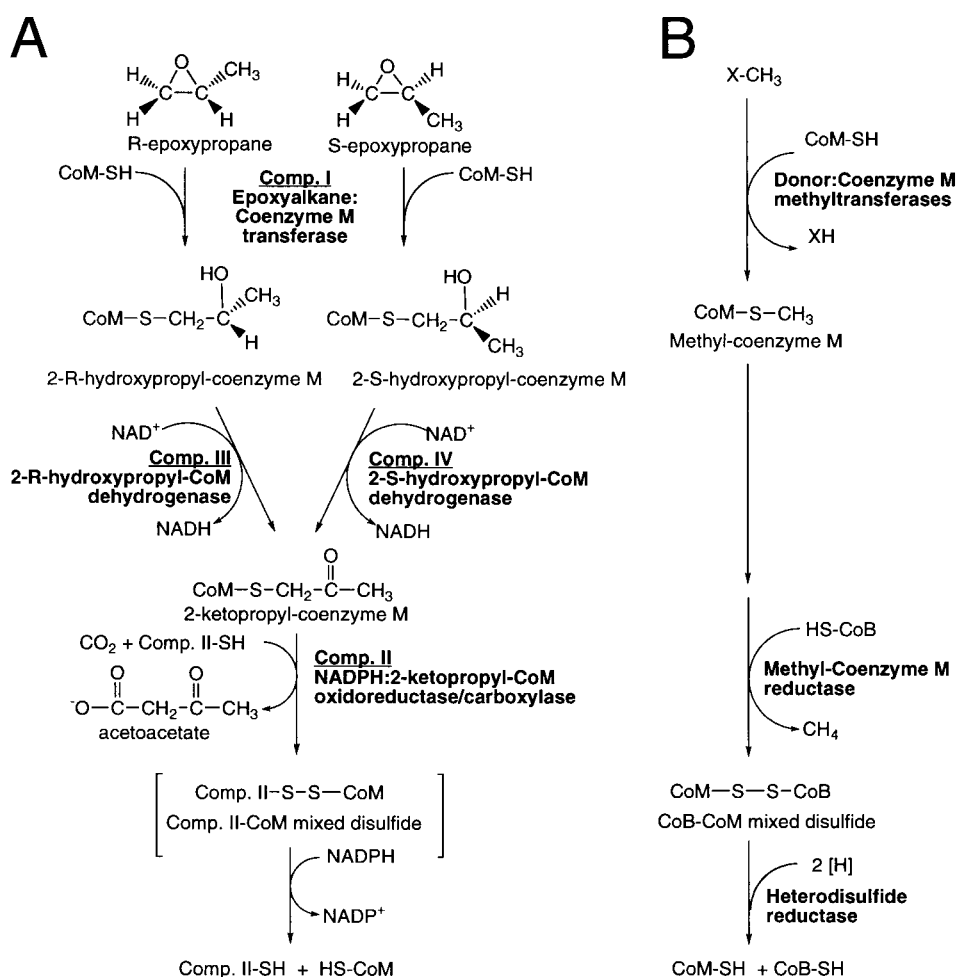 A
O
H
CH3
C
C
H
H
R-epoxypropane
O
H
H
C
C
H
CH3
S-epoxypropane
CoM-SH
Comp. I
Epoxyalkane:
Coenzyme M
transferase
CoM-SH
HO
CH3
CoM-S-CH2-C
H
2-R-hydroxypropyl-coenzyme M
HO
H
CoM-S-CH2-C
CH3
2-S-hydroxypropyl-coenzyme M
NAD+
Comp. III
2-R-hydroxypropyl-CoM
dehydrogenase
NADH
NAD+
Comp. IV
2-S-hydroxypropyl-CoM
dehydrogenase
NADH
O
CoM-S-CH2-C-CH3
2-ketopropyl-coenzyme M
CO2 + Comp. II-SH
Comp. II
NADPH:2-ketopropyl-CoM
oxidoreductase/carboxylase
O O
-O-C-CH2-C-CH3
acetoacetate
Comp. II-S-S-CoM
Comp. II-CoM mixed disulfide
NADPH
NADP+
Comp. II-SH + HS-CoM
B
X-CH3
CoM-SH
Donor:Coenzyme M
methyltransferases
XH
CoM-S-CH3
Methyl-coenzyme M
HS-CoB
Methyl-Coenzyme M
reductase
CH4
CoM-S-S-CoB
CoB-CoM mixed disulfide
2 [H]
Heterodisulfide
reductase
CoM-SH + CoB-SH